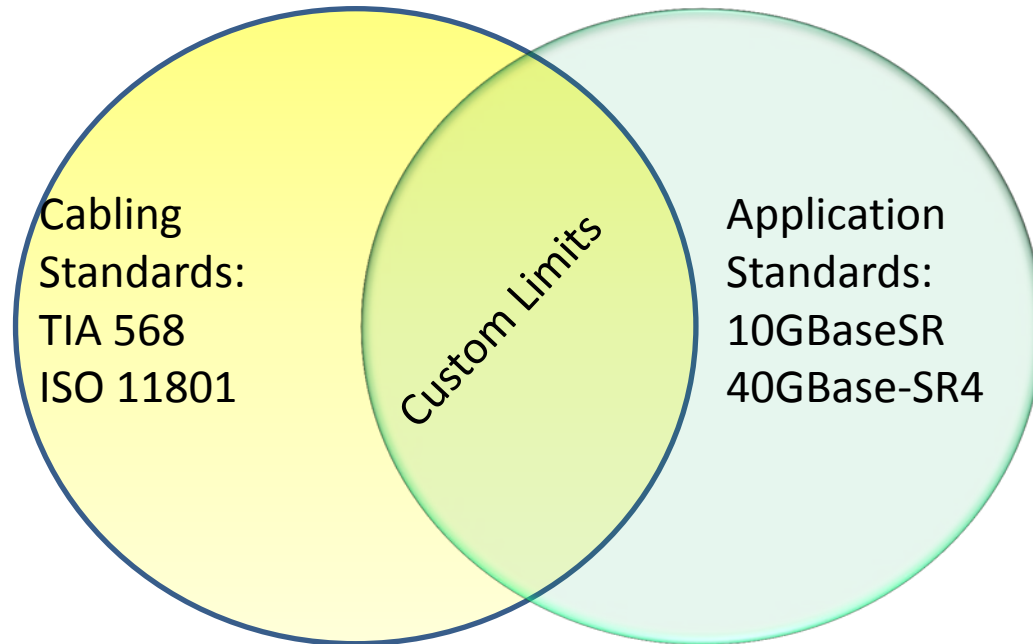 Cabling
Standards:
TIA 568
ISO 11801
Custom Limits
Application
Standards:
10GBaseSR
40GBase-SR4